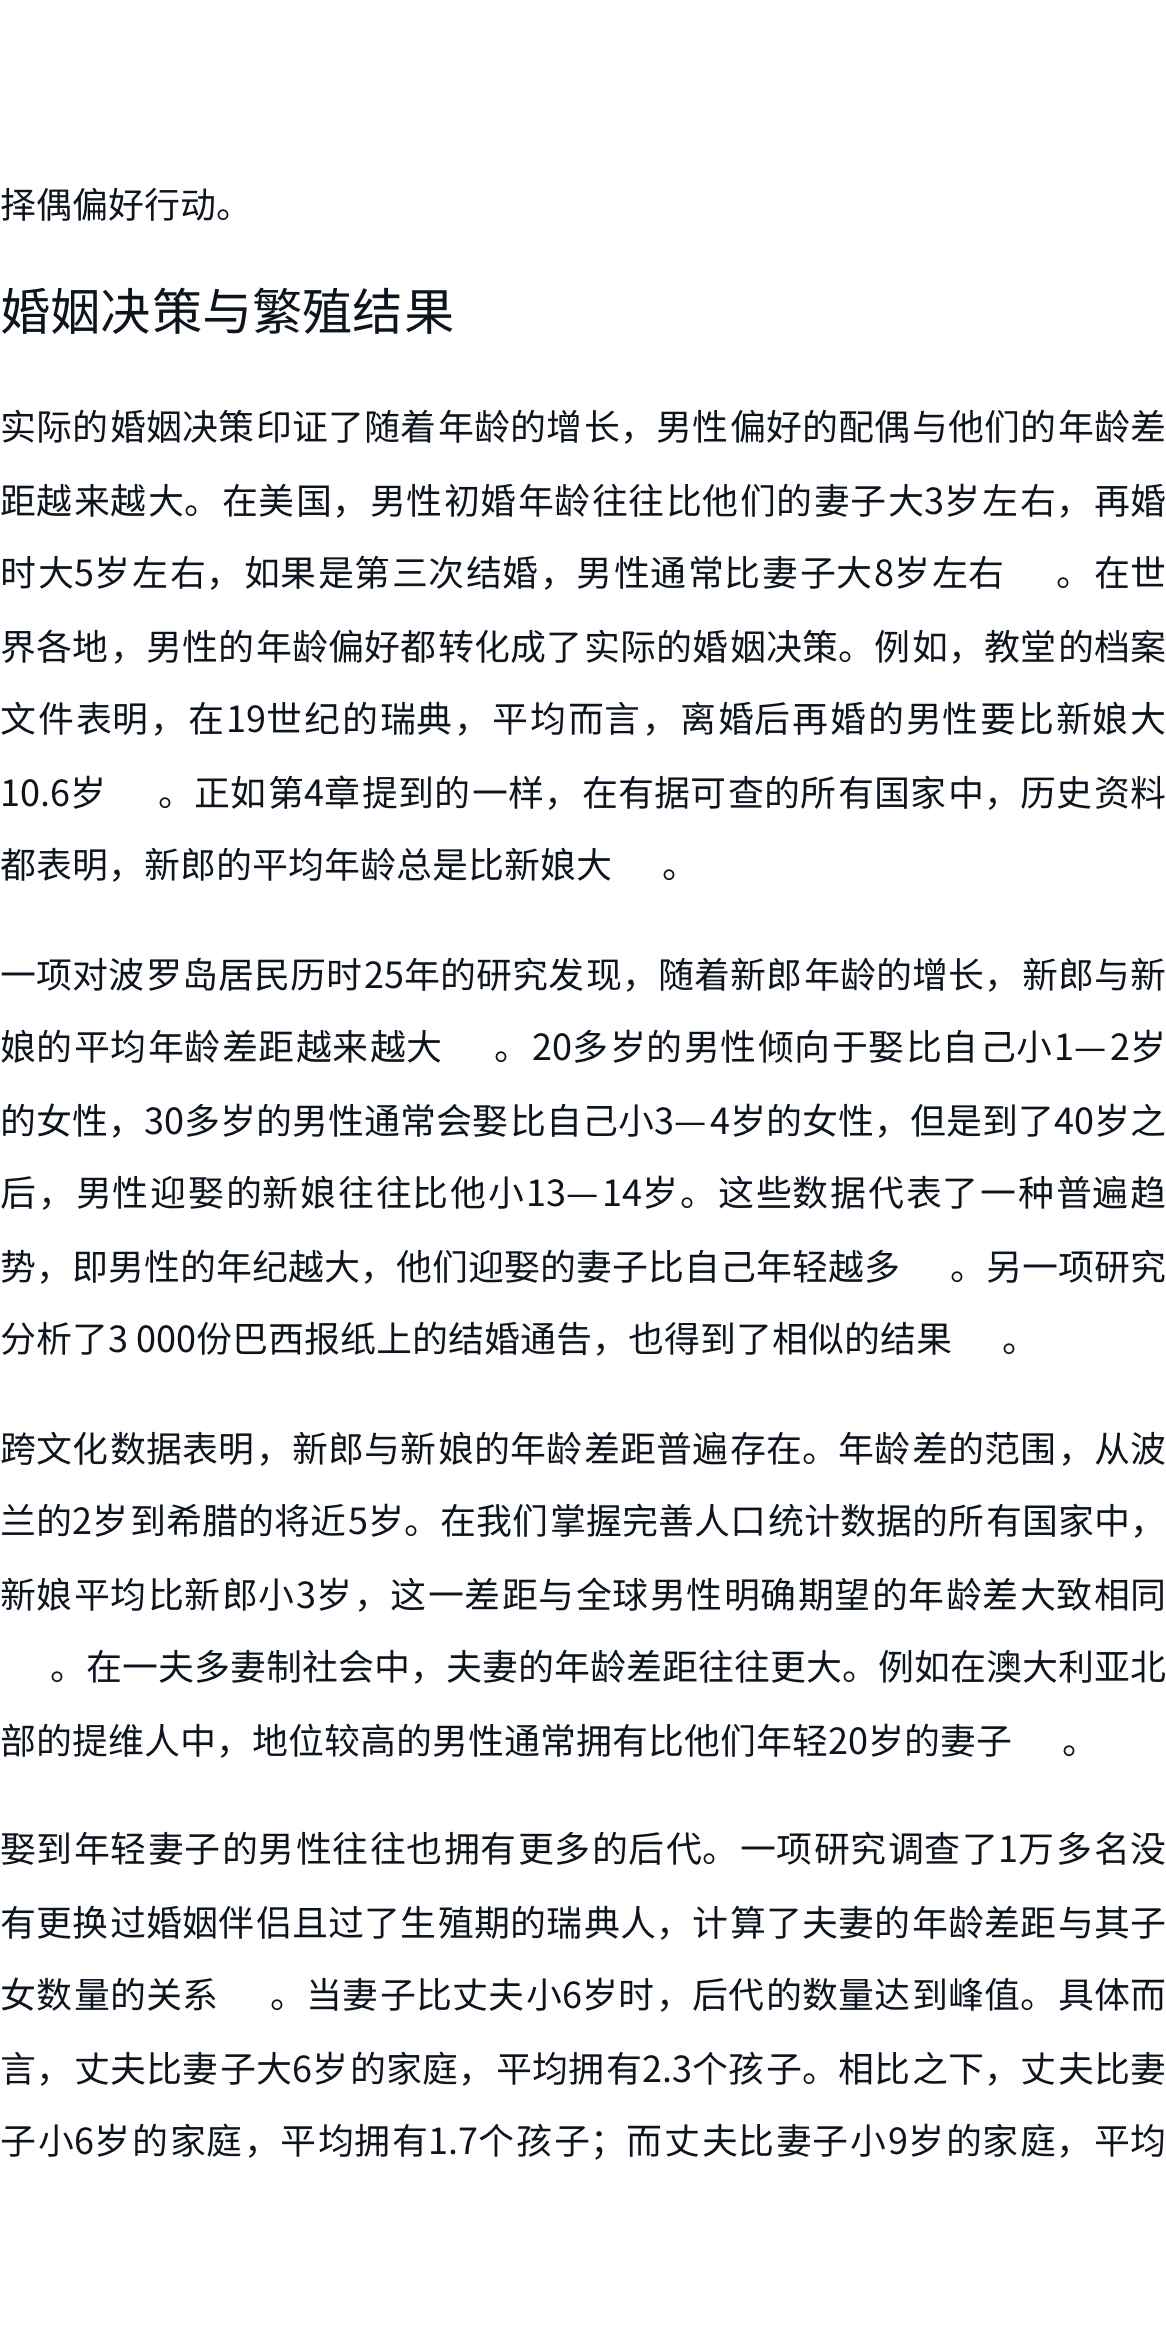 择偶偏好行动。
婚姻决策与繁殖结果
实际的婚姻决策印证了随着年龄的增长，男性偏好的配偶与他们的年龄差
距越来越大。在美国，男性初婚年龄往往比他们的妻子大3岁左右，再婚
时大5岁左右，如果是第三次结婚，男性通常比妻子大8岁左右　。在世
界各地，男性的年龄偏好都转化成了实际的婚姻决策。例如，教堂的档案
文件表明，在19世纪的瑞典，平均而言，离婚后再婚的男性要比新娘大
10.6岁　。正如第4章提到的一样，在有据可查的所有国家中，历史资料
都表明，新郎的平均年龄总是比新娘大　。
一项对波罗岛居民历时25年的研究发现，随着新郎年龄的增长，新郎与新
娘的平均年龄差距越来越大　。20多岁的男性倾向于娶比自己小1—2岁
的女性，30多岁的男性通常会娶比自己小3—4岁的女性，但是到了40岁之
后，男性迎娶的新娘往往比他小13—14岁。这些数据代表了一种普遍趋
势，即男性的年纪越大，他们迎娶的妻子比自己年轻越多　。另一项研究
分析了3 000份巴西报纸上的结婚通告，也得到了相似的结果　。
跨文化数据表明，新郎与新娘的年龄差距普遍存在。年龄差的范围，从波
兰的2岁到希腊的将近5岁。在我们掌握完善人口统计数据的所有国家中，
新娘平均比新郎小3岁，这一差距与全球男性明确期望的年龄差大致相同
　。在一夫多妻制社会中，夫妻的年龄差距往往更大。例如在澳大利亚北
部的提维人中，地位较高的男性通常拥有比他们年轻20岁的妻子　。
娶到年轻妻子的男性往往也拥有更多的后代。一项研究调查了1万多名没
有更换过婚姻伴侣且过了生殖期的瑞典人，计算了夫妻的年龄差距与其子
女数量的关系　。当妻子比丈夫小6岁时，后代的数量达到峰值。具体而
言，丈夫比妻子大6岁的家庭，平均拥有2.3个孩子。相比之下，丈夫比妻
子小6岁的家庭，平均拥有1.7个孩子；而丈夫比妻子小9岁的家庭，平均